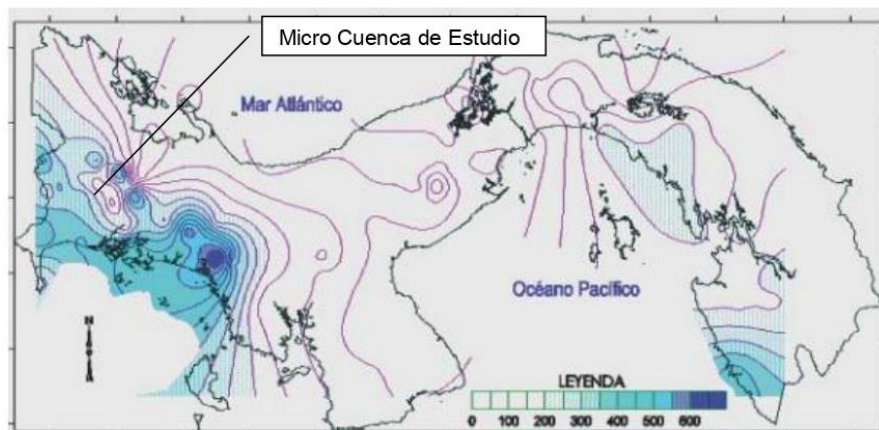 Micro Cuenca de Estudio
Mar Atlántico
Océano Pacífico
N
LEYENDA
0 100 200 300 400 500 600